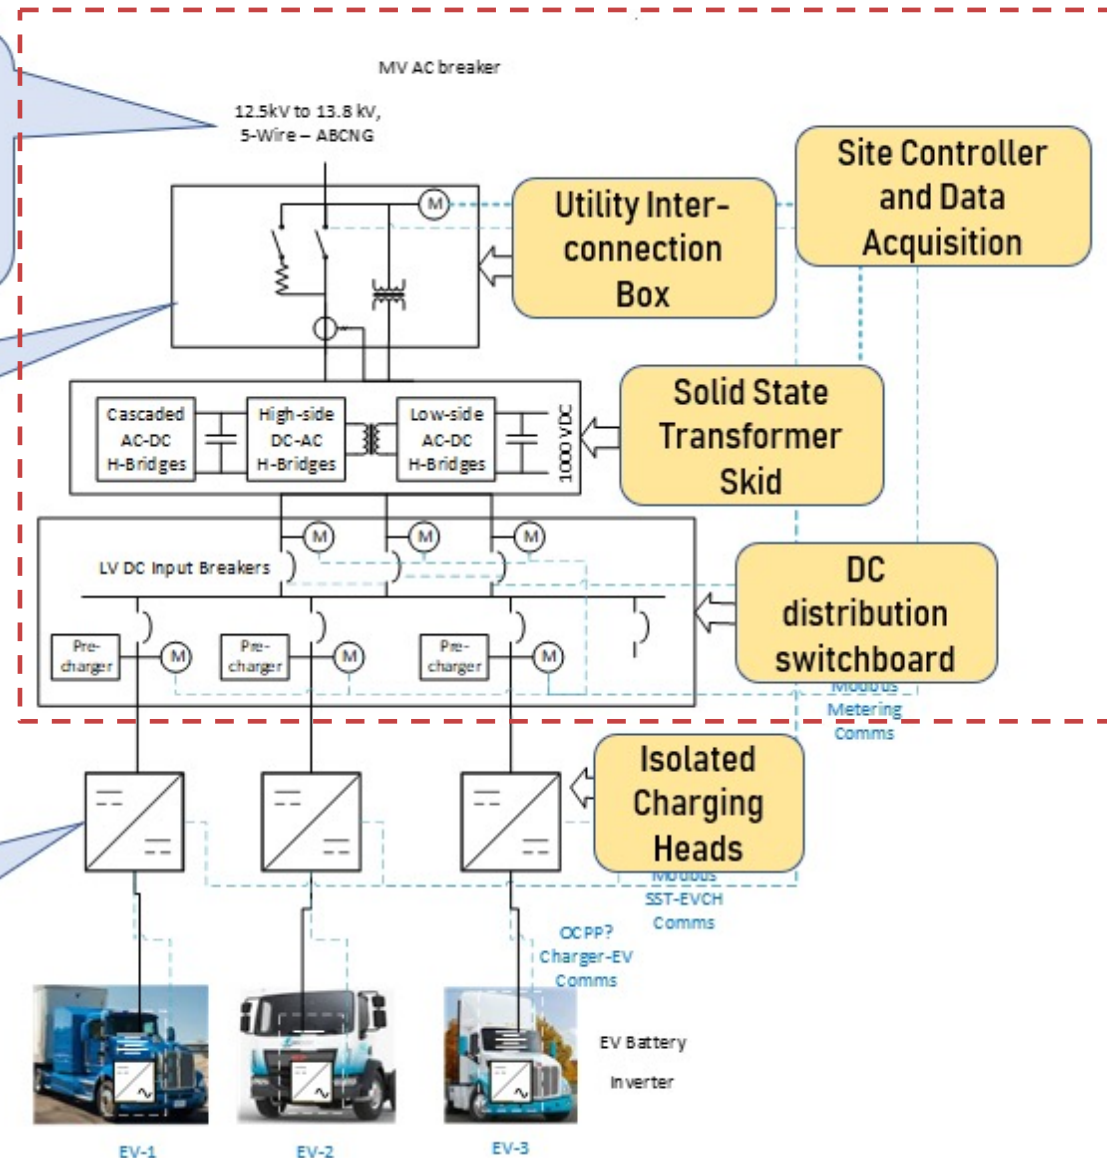 MV AC breaker
12.5kV to 13.8 kV,
5-Wire – ABCNG
Site Controller
and Data
Acquisition
Utility Inter-
connection
Box
M
Solid State
Transformer
Skid
Cascaded
AC-DC
H-Bridges
High-side
DC-AC
H-Bridges
Low-side
AC-DC
H-Bridges
1000 VDC
M
M
M
LV DC Input Breakers
DC
distribution
switchboard
Pre-
charger
M
Pre-
charger
M
Pre-
charger
M
Modbus
Metering
Comms
Isolated
Charging
Heads
Modbus
SST-EVCH
Comms
OCPP?
Charger-EV
Comms
EV Battery
Inverter
EV-1
EV-2
EV-3